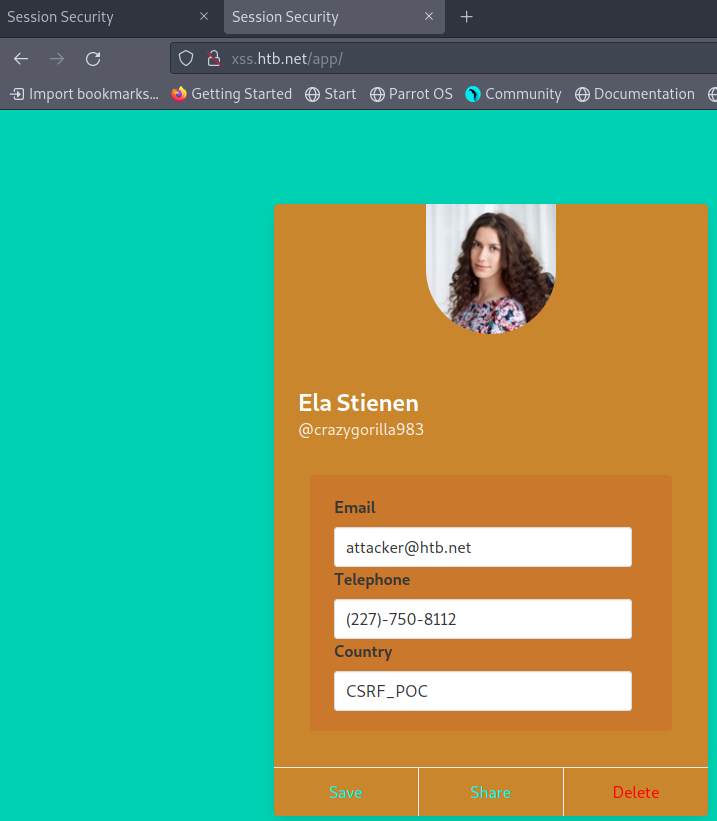 Session Security
Session Security
xss.htb.net/app/
Import bookmarks... Getting Started Start Parrot OS Community Documentation
Ela Stienen
@crazygorilla983
Email
attacker@htb.net
Telephone
(227)-750-8112
Country
CSRF_POC
Save Share Delete